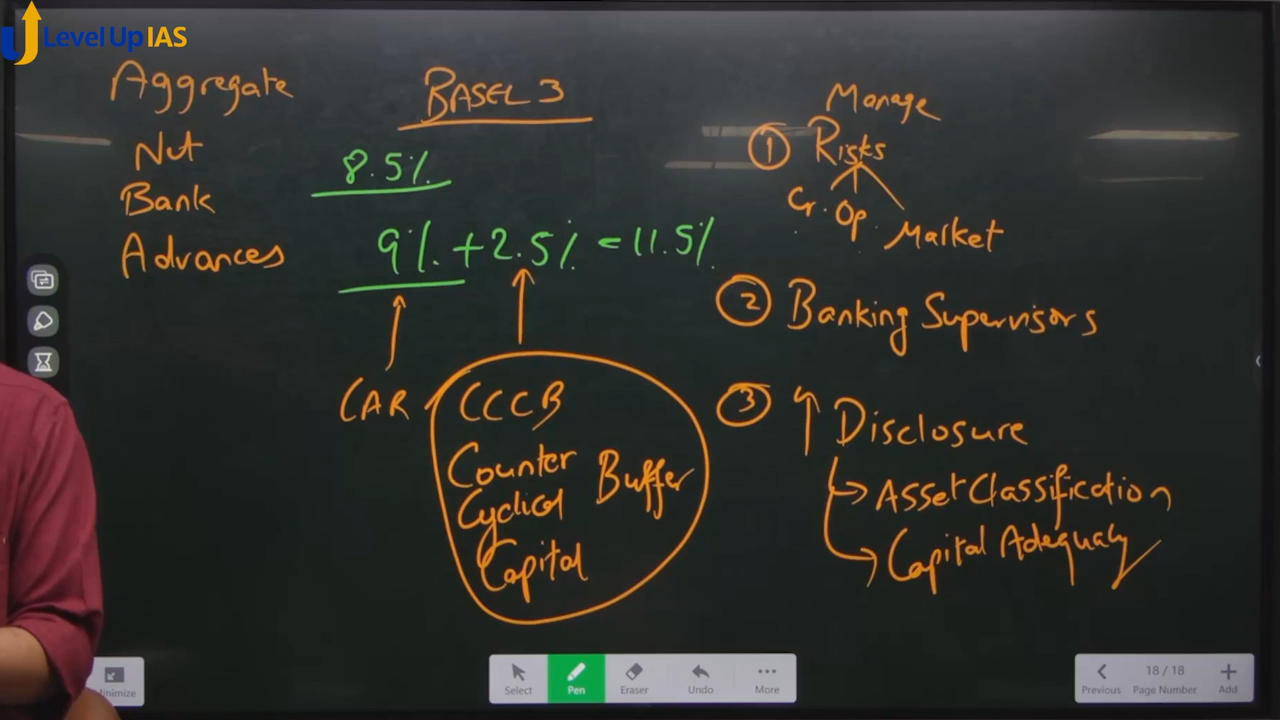 LevelUp IAS
Aggregate
Net
Bank
Advances
BASEL 3
8.5%
9% + 2.5% = 11.5%
CAR
CCCB
Counter
Cyclical
Capital
Buffer
Manage
① Risks
Cr. Op. Market
② Banking Supervisors
③ ↑ Disclosure
→ Asset Classification
→ Capital Adequacy
Minimize
Select
Pen
Eraser
Undo
More
Previous
18 / 18
Page Number
Add